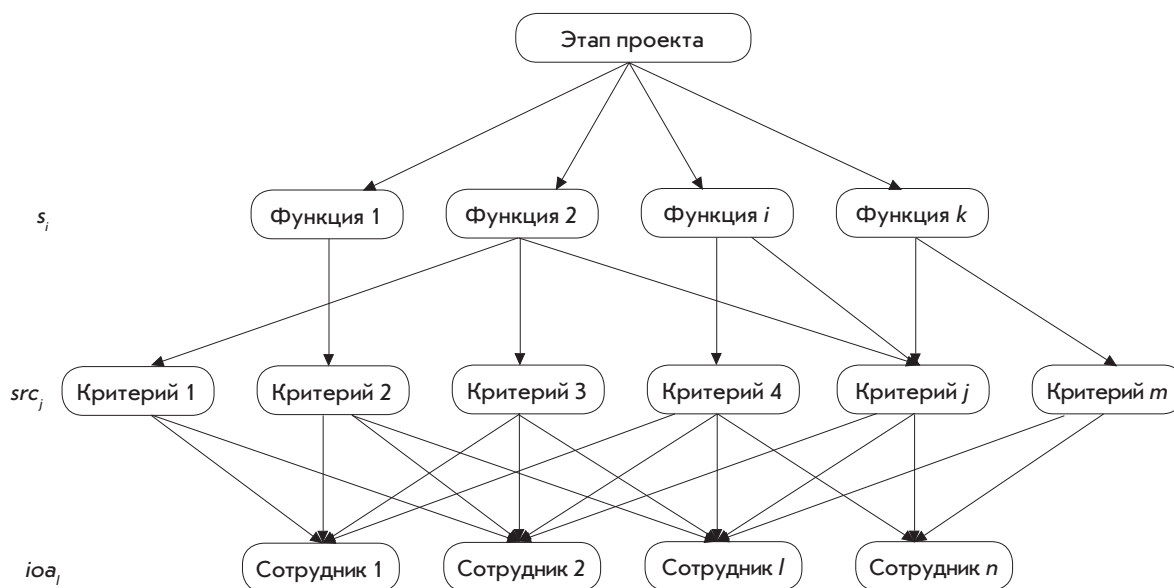 Этап проекта
s_i Функция 1 Функция 2 Функция i Функция k
src_j Критерий 1 Критерий 2 Критерий 3 Критерий 4 Критерий j Критерий m
ioa_l Сотрудник 1 Сотрудник 2 Сотрудник l Сотрудник n